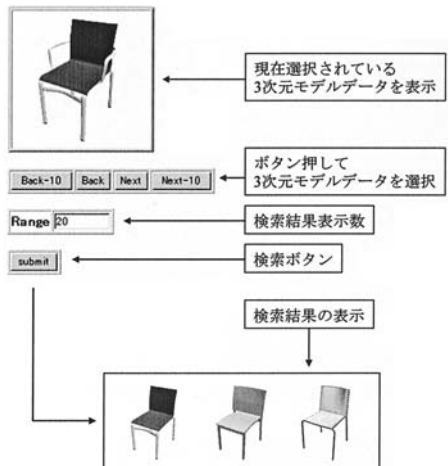 現在選択されている
3次元モデルデータを表示
Back-10 Back Next Next-10
ボタン押して
3次元モデルデータを選択
Range 20
検索結果表示数
submit
検索ボタン
検索結果の表示